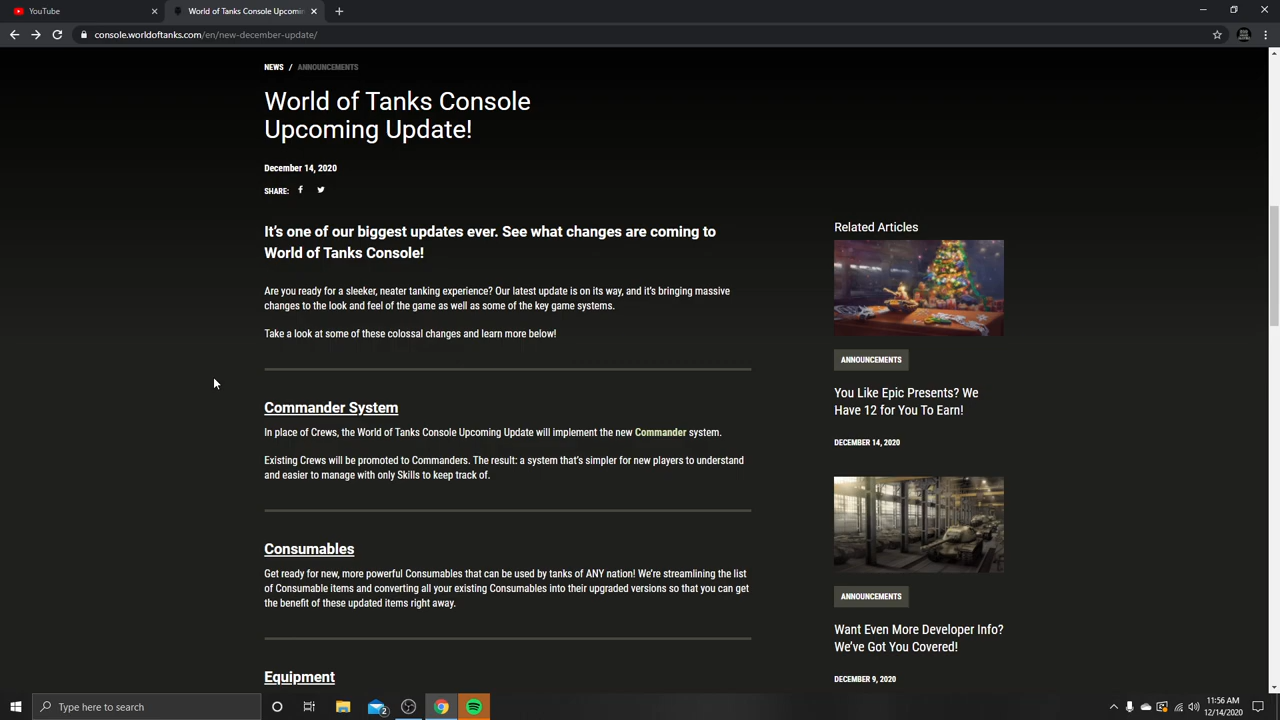 YouTube
World of Tanks Console Upcomin
console.worldoftanks.com/en/new-december-update/
NEWS / ANNOUNCEMENTS
World of Tanks Console
Upcoming Update!
December 14, 2020
SHARE:
It's one of our biggest updates ever. See what changes are coming to
World of Tanks Console!
Are you ready for a sleeker, neater tanking experience? Our latest update is on its way, and it's bringing massive
changes to the look and feel of the game as well as some of the key game systems.
Take a look at some of these colossal changes and learn more below!
Commander System
In place of Crews, the World of Tanks Console Upcoming Update will implement the new Commander system.
Existing Crews will be promoted to Commanders. The result: a system that's simpler for new players to understand
and easier to manage with only Skills to keep track of.
Consumables
Get ready for new, more powerful Consumables that can be used by tanks of ANY nation! We're streamlining the list
of Consumable items and converting all your existing Consumables into their upgraded versions so that you can get
the benefit of these updated items right away.
Equipment
Related Articles
ANNOUNCEMENTS
You Like Epic Presents? We
Have 12 for You To Earn!
DECEMBER 14, 2020
ANNOUNCEMENTS
Want Even More Developer Info?
We've Got You Covered!
DECEMBER 9, 2020
Type here to search
2
11:56 AM
12/14/2020